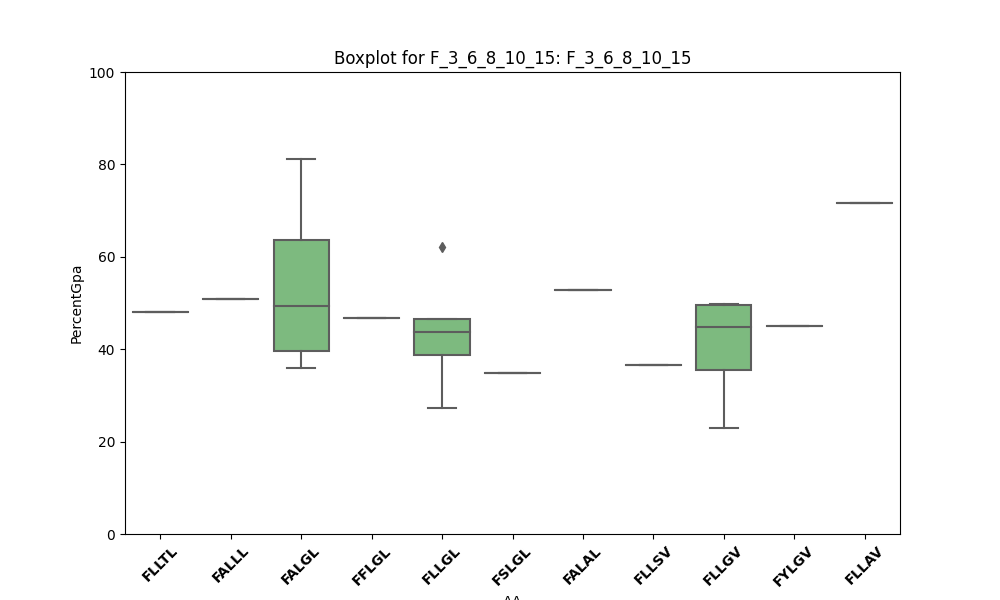 Boxplot for F_3_6_8_10_15: F_3_6_8_10_15
PercentGpa
100
80
60
40
20
0
FLLTL
FALLL
FALGL
FFLGL
FLLGL
FSLGL
FALAL
FLLSV
FLLGV
FYLGV
FLLAV